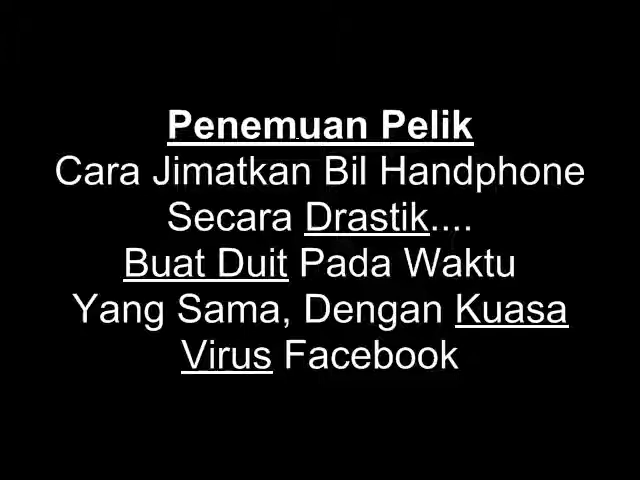 Penemuan Pelik
Cara Jimatkan Bil Handphone
Secara Drastik....
Buat Duit Pada Waktu
Yang Sama, Dengan Kuasa
Virus Facebook